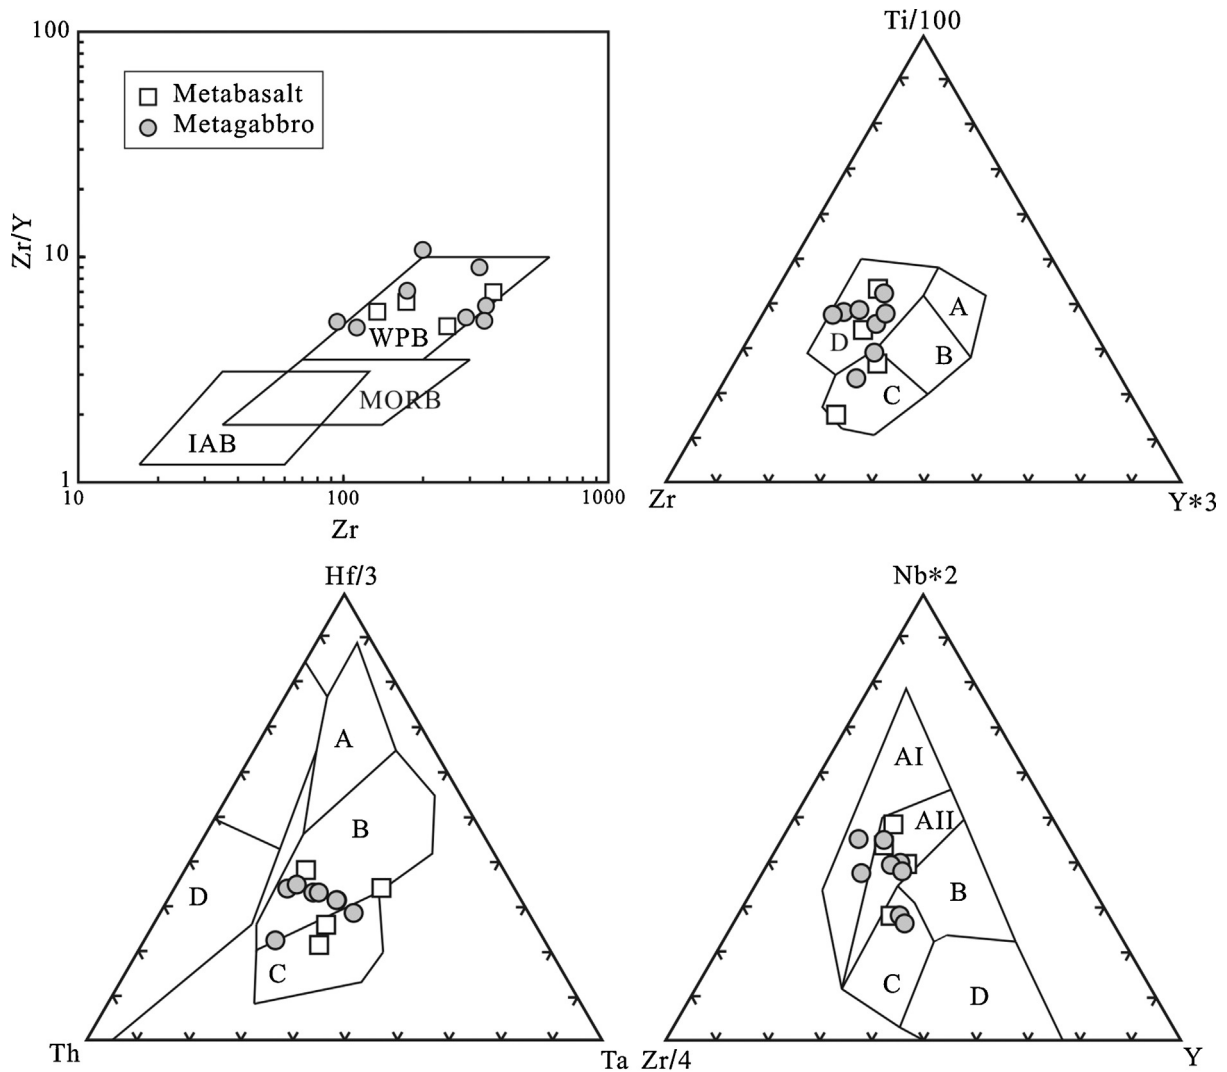 100
Metabasalt
Metagabbro
Zr/Y
10
WPB
MORB
IAB
1
10
100
1000
Zr
Ti/100
A
D
B
C
Zr
Y*3
Hf/3
A
B
D
C
Th
Ta
Nb*2
AI
AII
B
C
D
Zr/4
Y